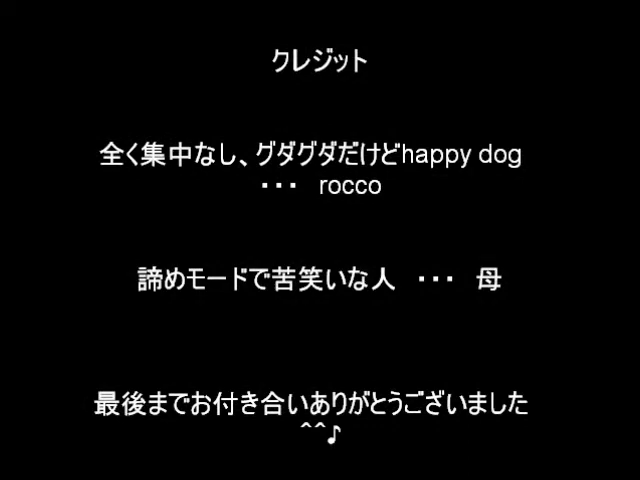 クレジット
全く集中なし、グダグダだけどhappy dog
・・・　rocco
諦めモードで苦笑いな人　・・・　母
最後までお付き合いありがとうございました
^^♪